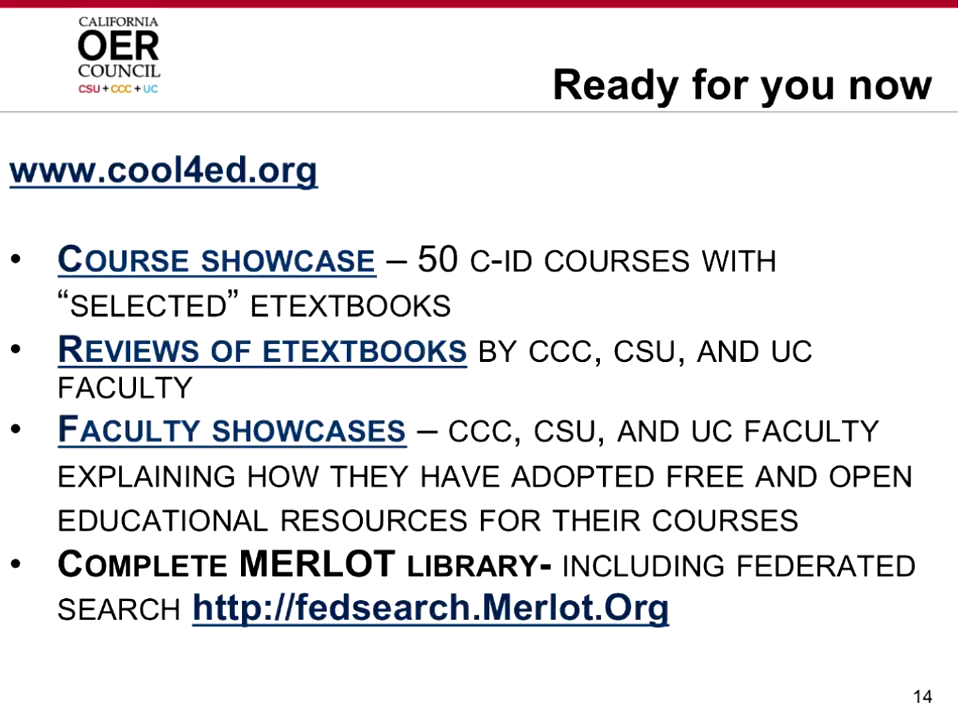 CALIFORNIA
OER
COUNCIL
CSU + CCC + UC
Ready for you now
www.cool4ed.org
• COURSE SHOWCASE – 50 C-ID COURSES WITH
“SELECTED” ETEXTBOOKS
• REVIEWS OF ETEXTBOOKS BY CCC, CSU, AND UC
FACULTY
• FACULTY SHOWCASES – CCC, CSU, AND UC FACULTY
EXPLAINING HOW THEY HAVE ADOPTED FREE AND OPEN
EDUCATIONAL RESOURCES FOR THEIR COURSES
• COMPLETE MERLOT LIBRARY- INCLUDING FEDERATED
SEARCH http://fedsearch.Merlot.Org
14